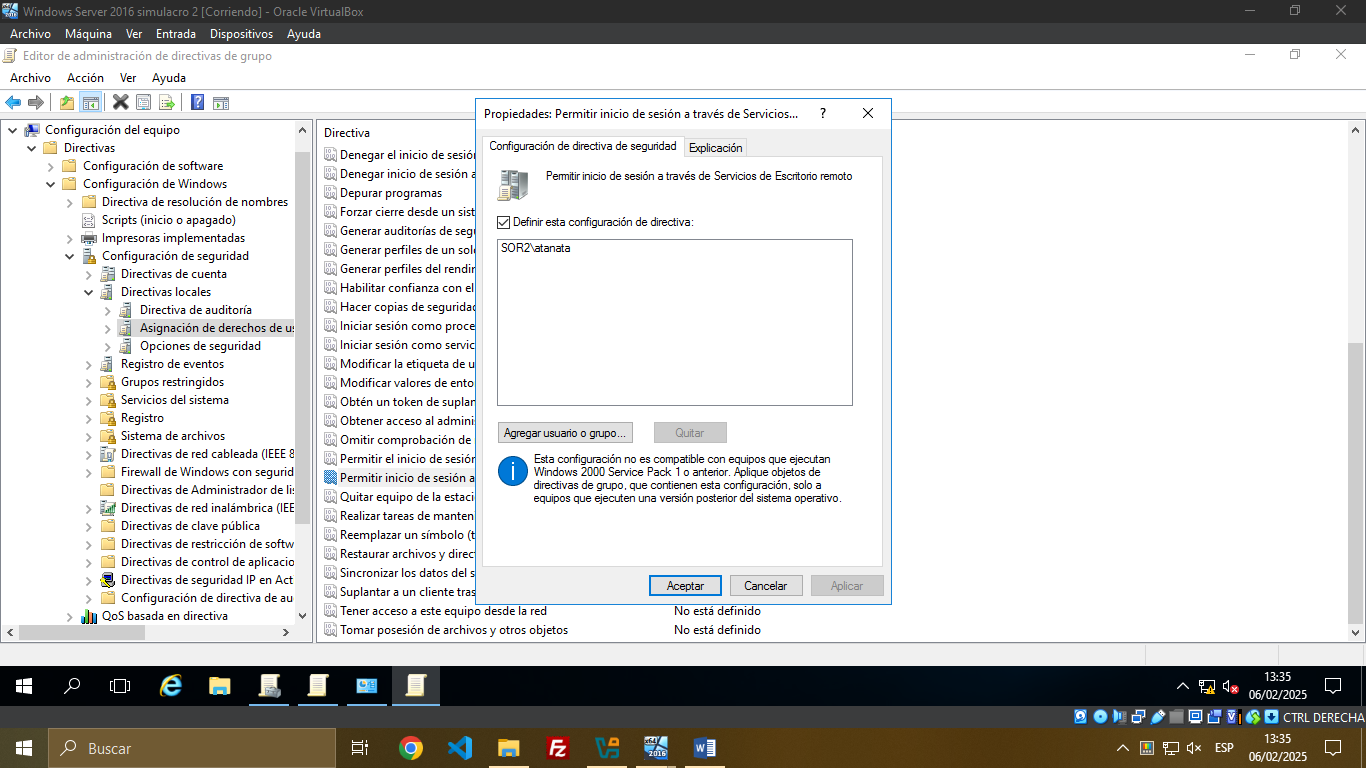 Windows Server 2016 simulacro 2 [Corriendo] - Oracle VirtualBox
Archivo Máquina Ver Entrada Dispositivos Ayuda
Editor de administración de directivas de grupo
Archivo Acción Ver Ayuda
Configuración del equipo
Directivas
Configuración de software
Configuración de Windows
Directiva de resolución de nombres
Scripts (inicio o apagado)
Impresoras implementadas
Configuración de seguridad
Directivas de cuenta
Directivas locales
Directiva de auditoría
Asignación de derechos de us
Opciones de seguridad
Registro de eventos
Grupos restringidos
Servicios del sistema
Registro
Sistema de archivos
Directivas de red cableada (IEEE 8
Firewall de Windows con segurid
Directivas de Administrador de lis
Directivas de red inalámbrica (IEE
Directivas de clave pública
Directivas de restricción de softw
Directivas de control de aplicacio
Directivas de seguridad IP en Act
Configuración de directiva de au
QoS basada en directiva
Directiva
Denegar el inicio de sesión
Denegar inicio de sesión a
Depurar programas
Forzar cierre desde un sist
Generar auditorías de segu
Generar perfiles de un solo
Generar perfiles del rendin
Habilitar confianza con el
Hacer copias de seguridad
Iniciar sesión como proce
Iniciar sesión como servic
Modificar la etiqueta de u
Modificar valores de ento
Obtén un token de suplan
Obtener acceso al adminis
Omitir comprobación de
Permitir el inicio de sesión
Permitir inicio de sesión a
Quitar equipo de la estació
Realizar tareas de manten
Reemplazar un símbolo (t
Restaurar archivos y direct
Sincronizar los datos del s
Suplantar a un cliente tras
Tener acceso a este equipo desde la red No está definido
Tomar posesión de archivos y otros objetos No está definido
Propiedades: Permitir inicio de sesión a través de Servicios... ?
Configuración de directiva de seguridad Explicación
Permitir inicio de sesión a través de Servicios de Escritorio remoto
Definir esta configuración de directiva:
SOR2\atanata
Agregar usuario o grupo... Quitar
Esta configuración no es compatible con equipos que ejecutan
Windows 2000 Service Pack 1 o anterior. Aplique objetos de
directivas de grupo, que contienen esta configuración, solo a
equipos que ejecuten una versión posterior del sistema operativo.
Aceptar Cancelar Aplicar
13:35
06/02/2025
CTRL DERECHA
Buscar
ESP
13:35
06/02/2025